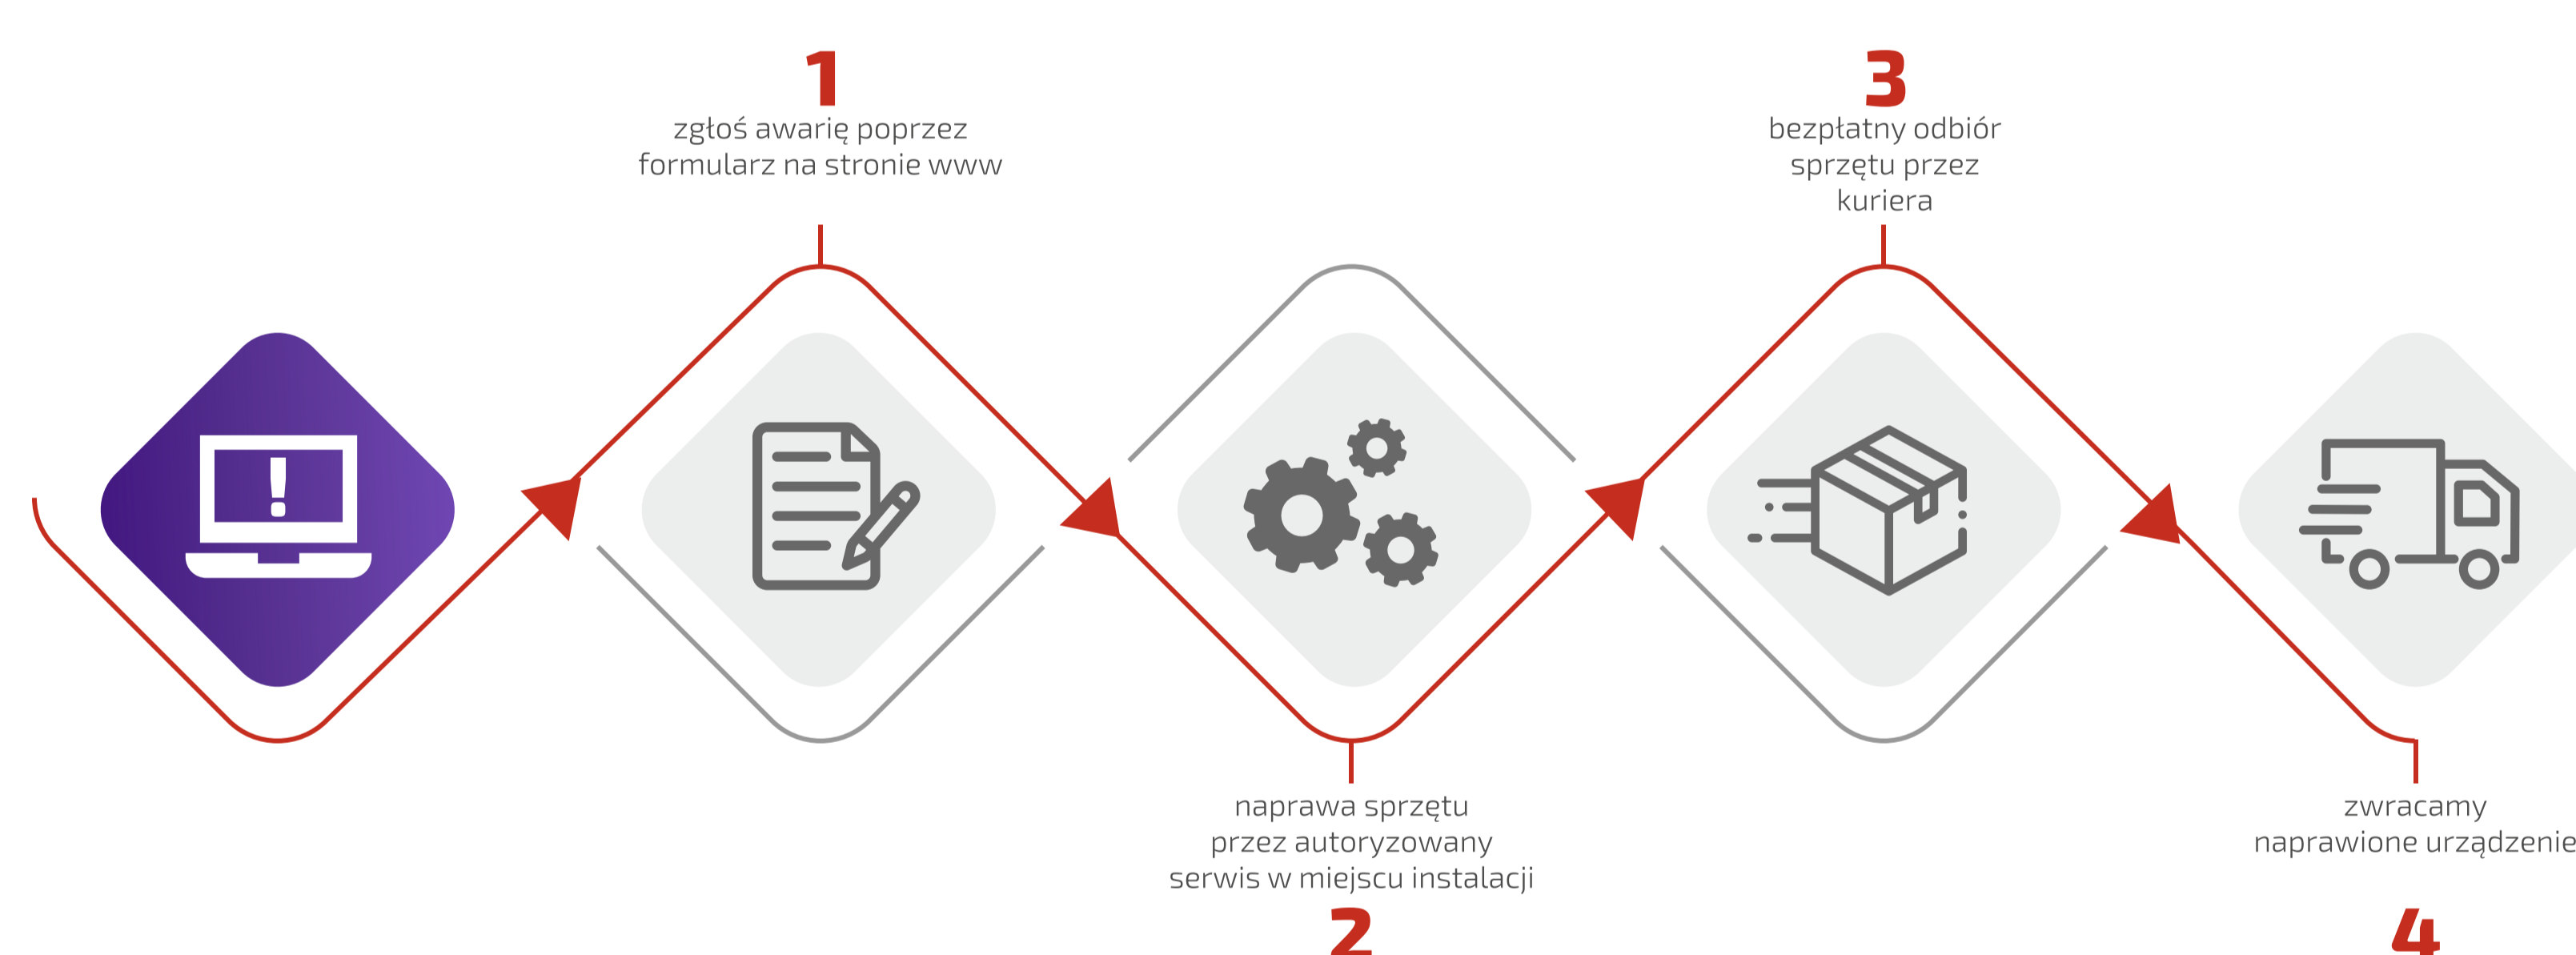 1
zgłoś awarię poprzez
formularz na stronie www
naprawa sprzętu
przez autoryzowany
serwis w miejscu instalacji
2
3
bezpłatny odbiór
sprzętu przez
kuriera
zwracamy
naprawione urządzenie
4